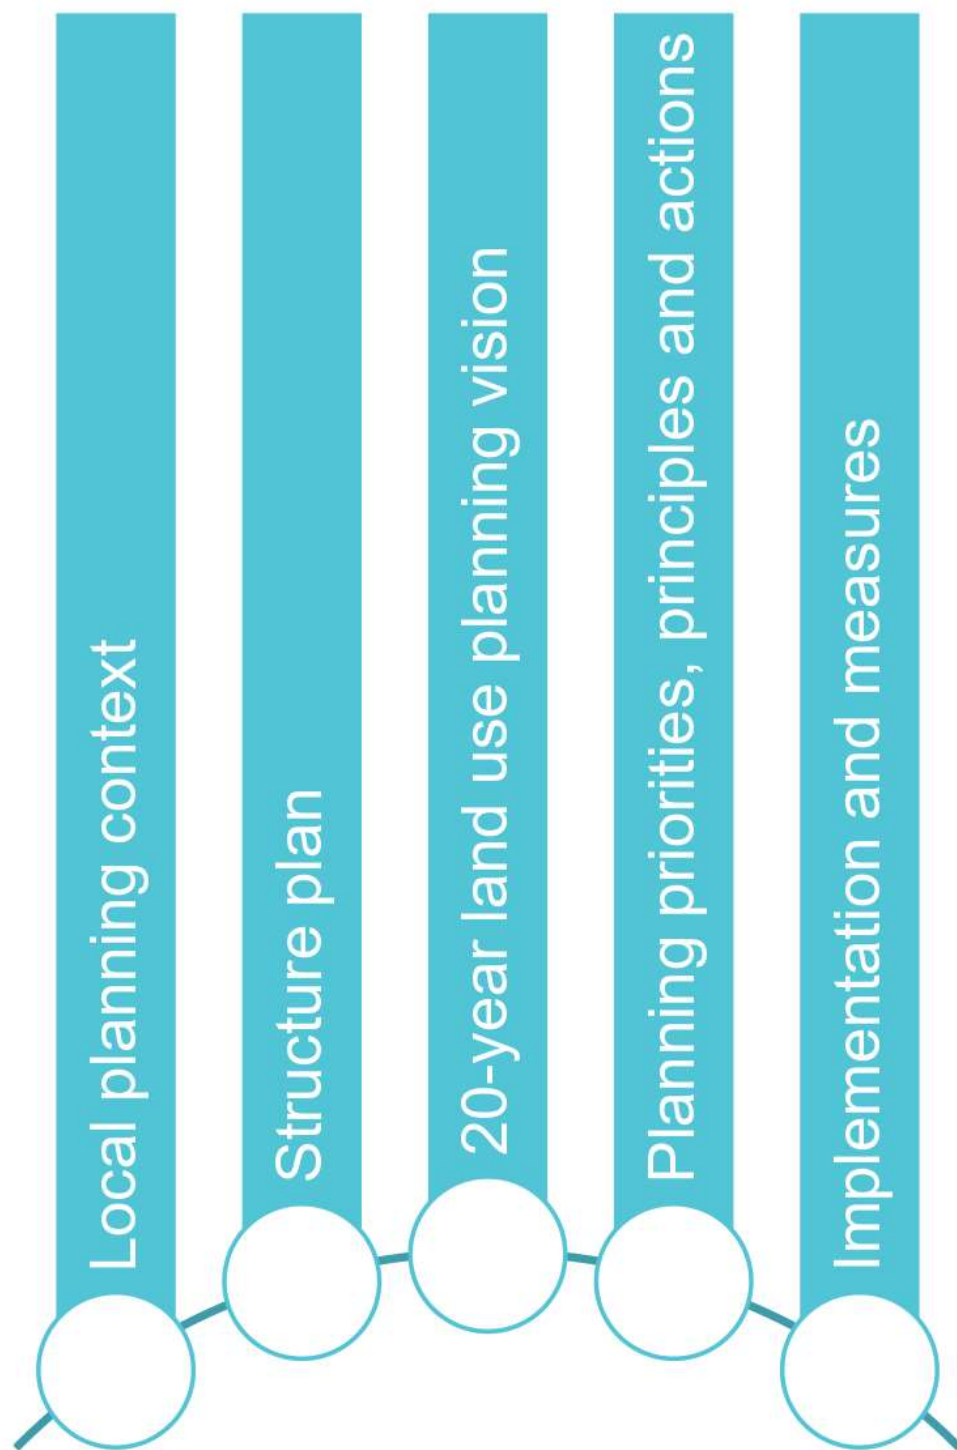 Local planning context
Structure plan
20-year land use planning vision
Planning priorities, principles and actions
Implementation and measures